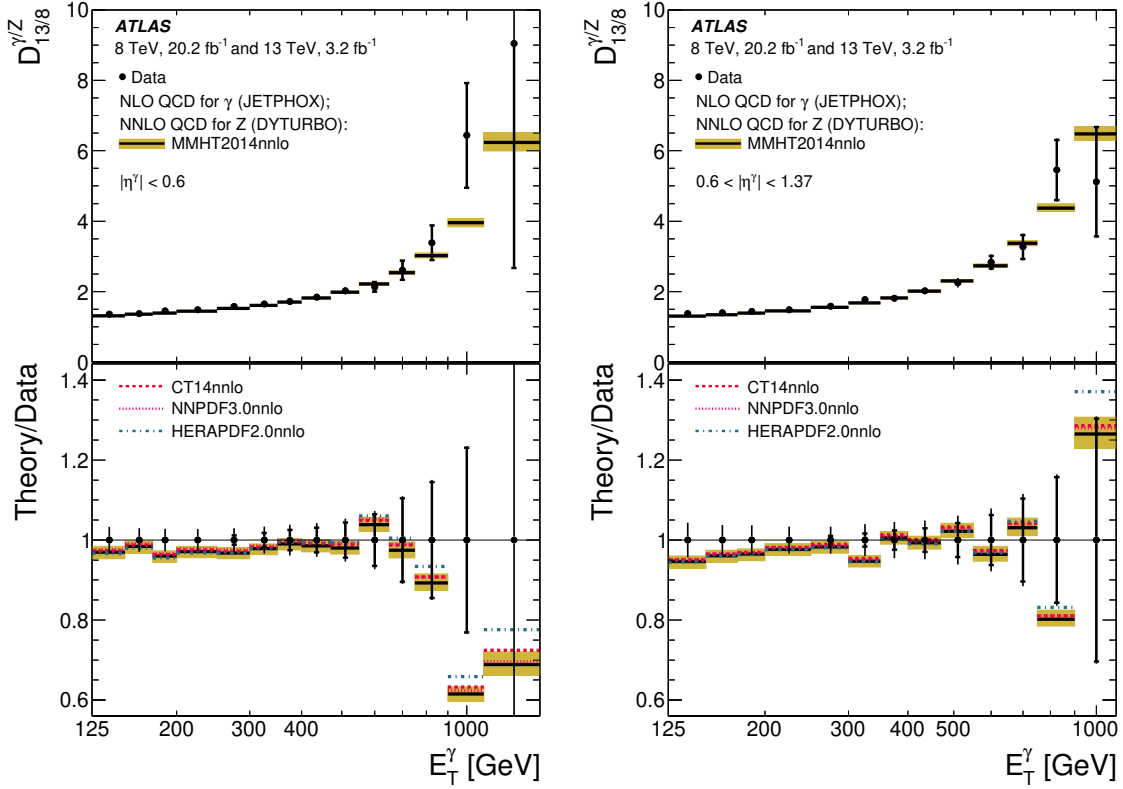 D^{γ/Z}_{13/8}
10
8
6
4
2
0
ATLAS
8 TeV, 20.2 fb⁻¹ and 13 TeV, 3.2 fb⁻¹
Data
NLO QCD for γ (JETPHOX);
NNLO QCD for Z (DYTURBO):
MMHT2014nnlo
|η^γ| < 0.6
Theory/Data
1.4
1.2
1
0.8
0.6
CT14nnlo
NNPDF3.0nnlo
HERAPDF2.0nnlo
125 200 300 400 1000
E_T^γ [GeV]
D^{γ/Z}_{13/8}
10
8
6
4
2
0
ATLAS
8 TeV, 20.2 fb⁻¹ and 13 TeV, 3.2 fb⁻¹
Data
NLO QCD for γ (JETPHOX);
NNLO QCD for Z (DYTURBO):
MMHT2014nnlo
0.6 < |η^γ| < 1.37
Theory/Data
1.4
1.2
1
0.8
0.6
CT14nnlo
NNPDF3.0nnlo
HERAPDF2.0nnlo
125 200 300 400 500 1000
E_T^γ [GeV]